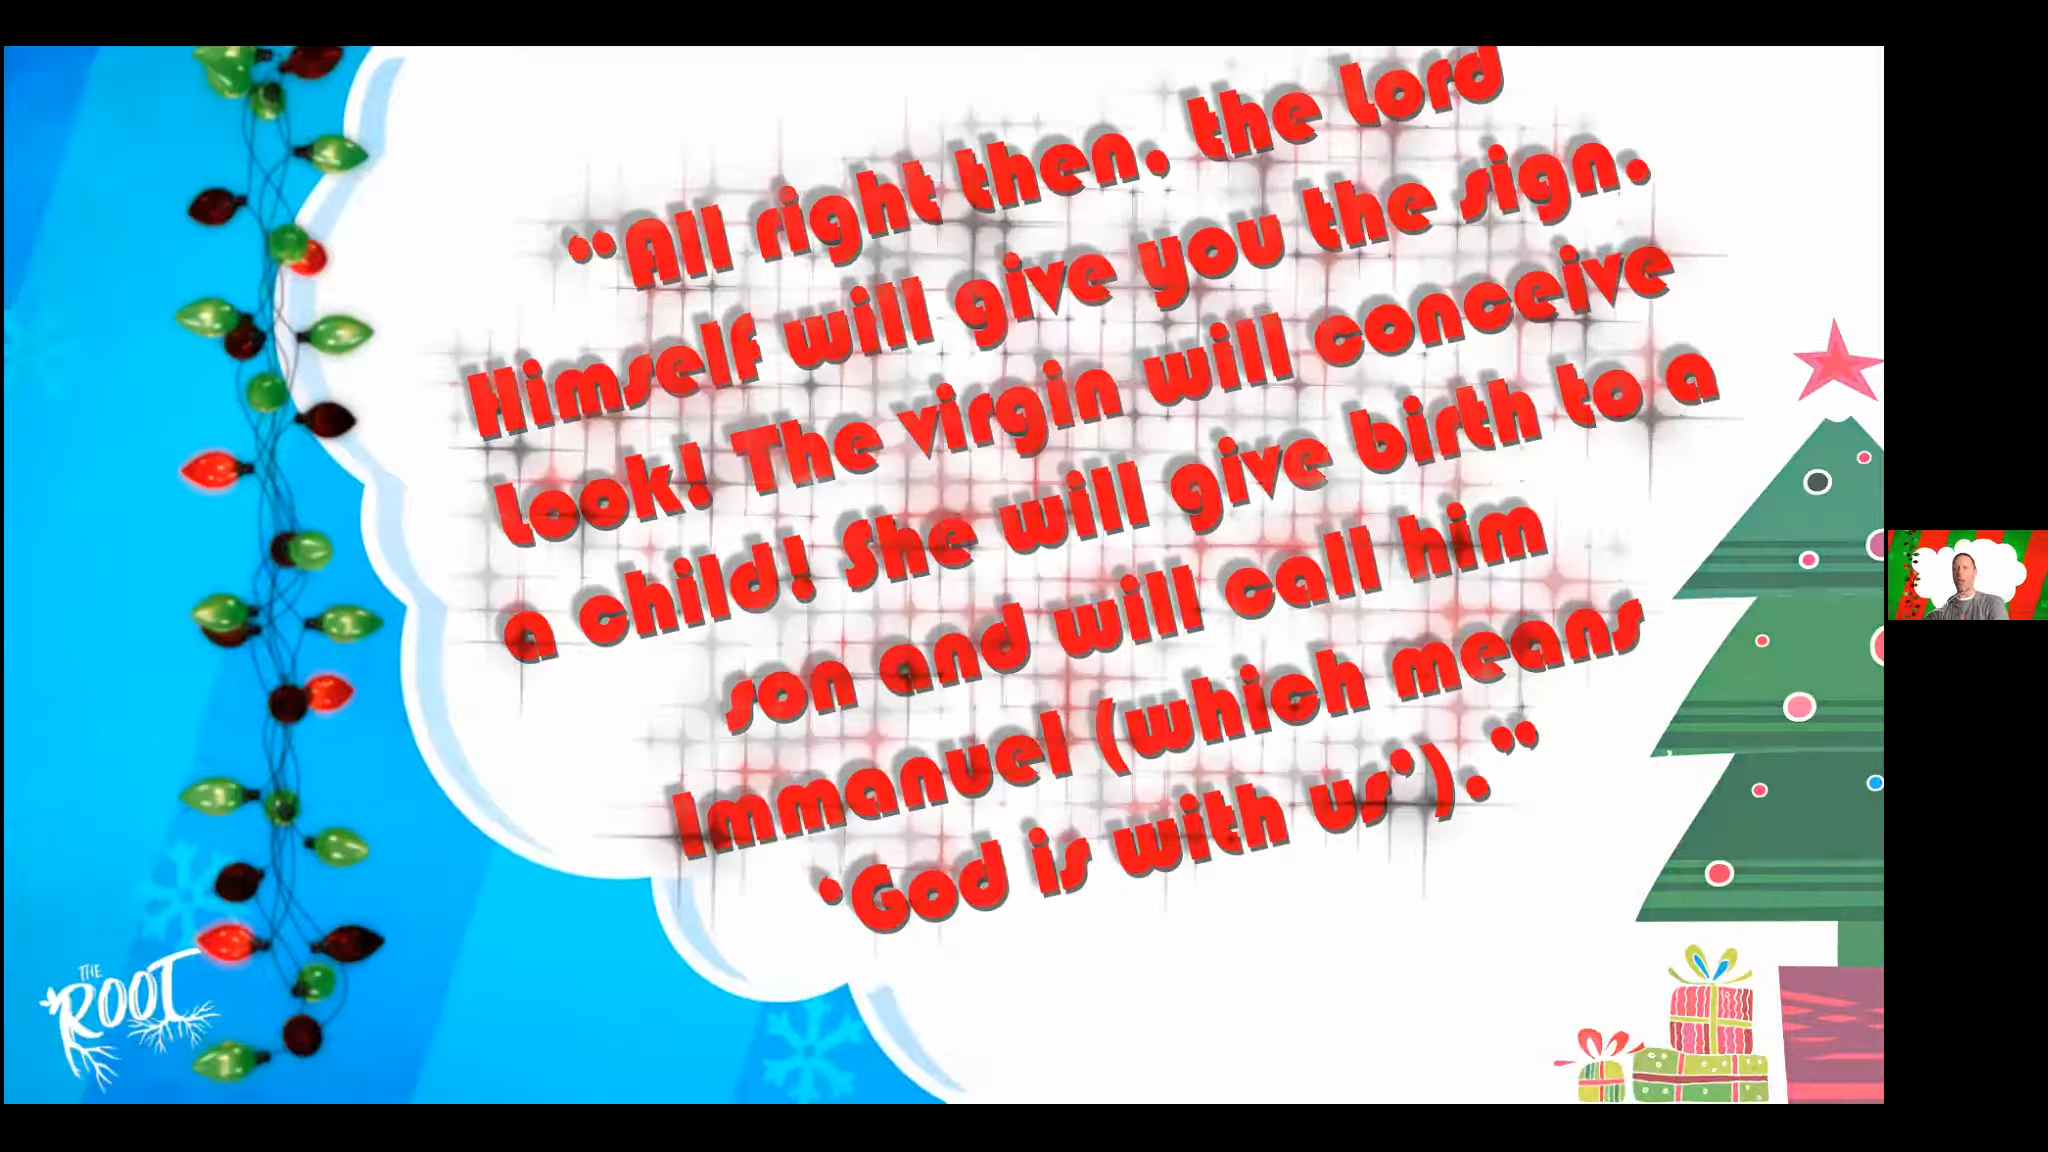 “All right then, the Lord
Himself will give you the sign.
Look! The virgin will conceive
a child! She will give birth to a
son and will call him
Immanuel (which means
‘God is with us’).”
THE
ROOT